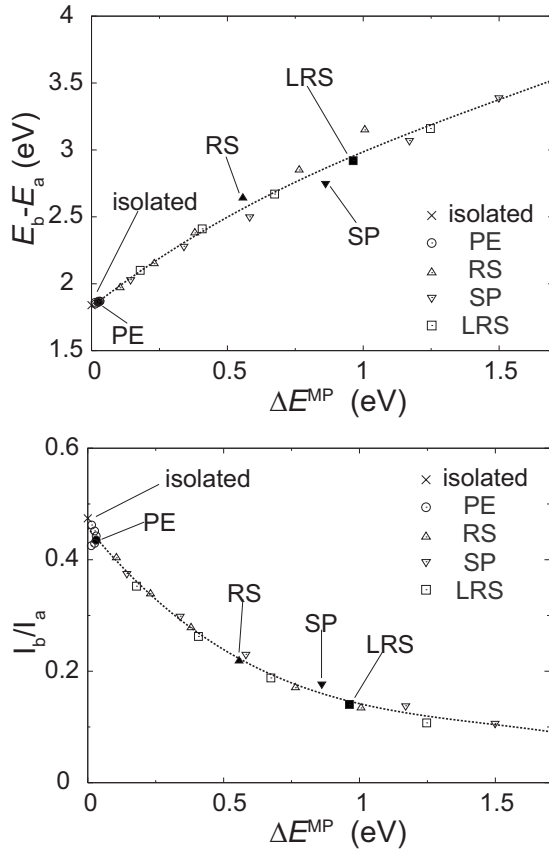 4
3.5
3
2.5
2
1.5
E_b-E_a (eV)
LRS
RS
isolated
SP
PE
isolated
PE
RS
SP
LRS
0 0.5 1 1.5
ΔE^MP (eV)
0.6
0.4
0.2
0
I_b/I_a
isolated
PE
RS
SP
LRS
isolated
PE
RS
SP
LRS
0 0.5 1 1.5
ΔE^MP (eV)